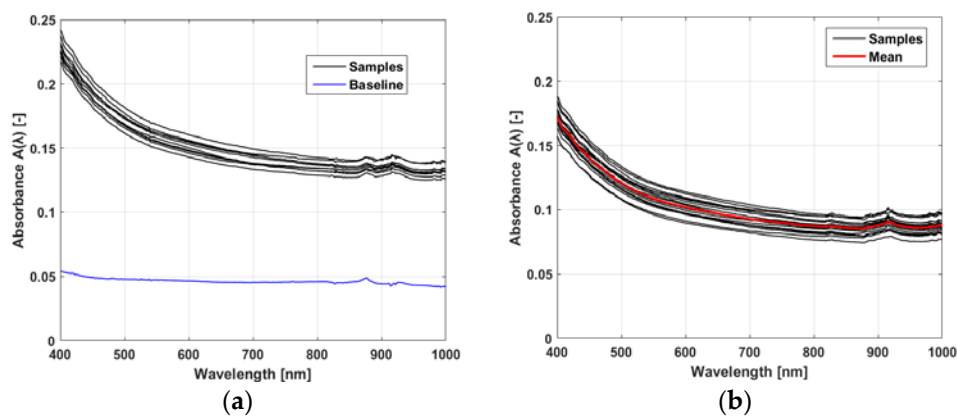 0.25
0.2
0.15
0.1
0.05
0
Absorbance A(λ) [-]
Samples
Baseline
400 500 600 700 800 900 1000
Wavelength [nm]
(a)
0.25
0.2
0.15
0.1
0.05
0
Absorbance A(λ) [-]
Samples
Mean
400 500 600 700 800 900 1000
Wavelength [nm]
(b)